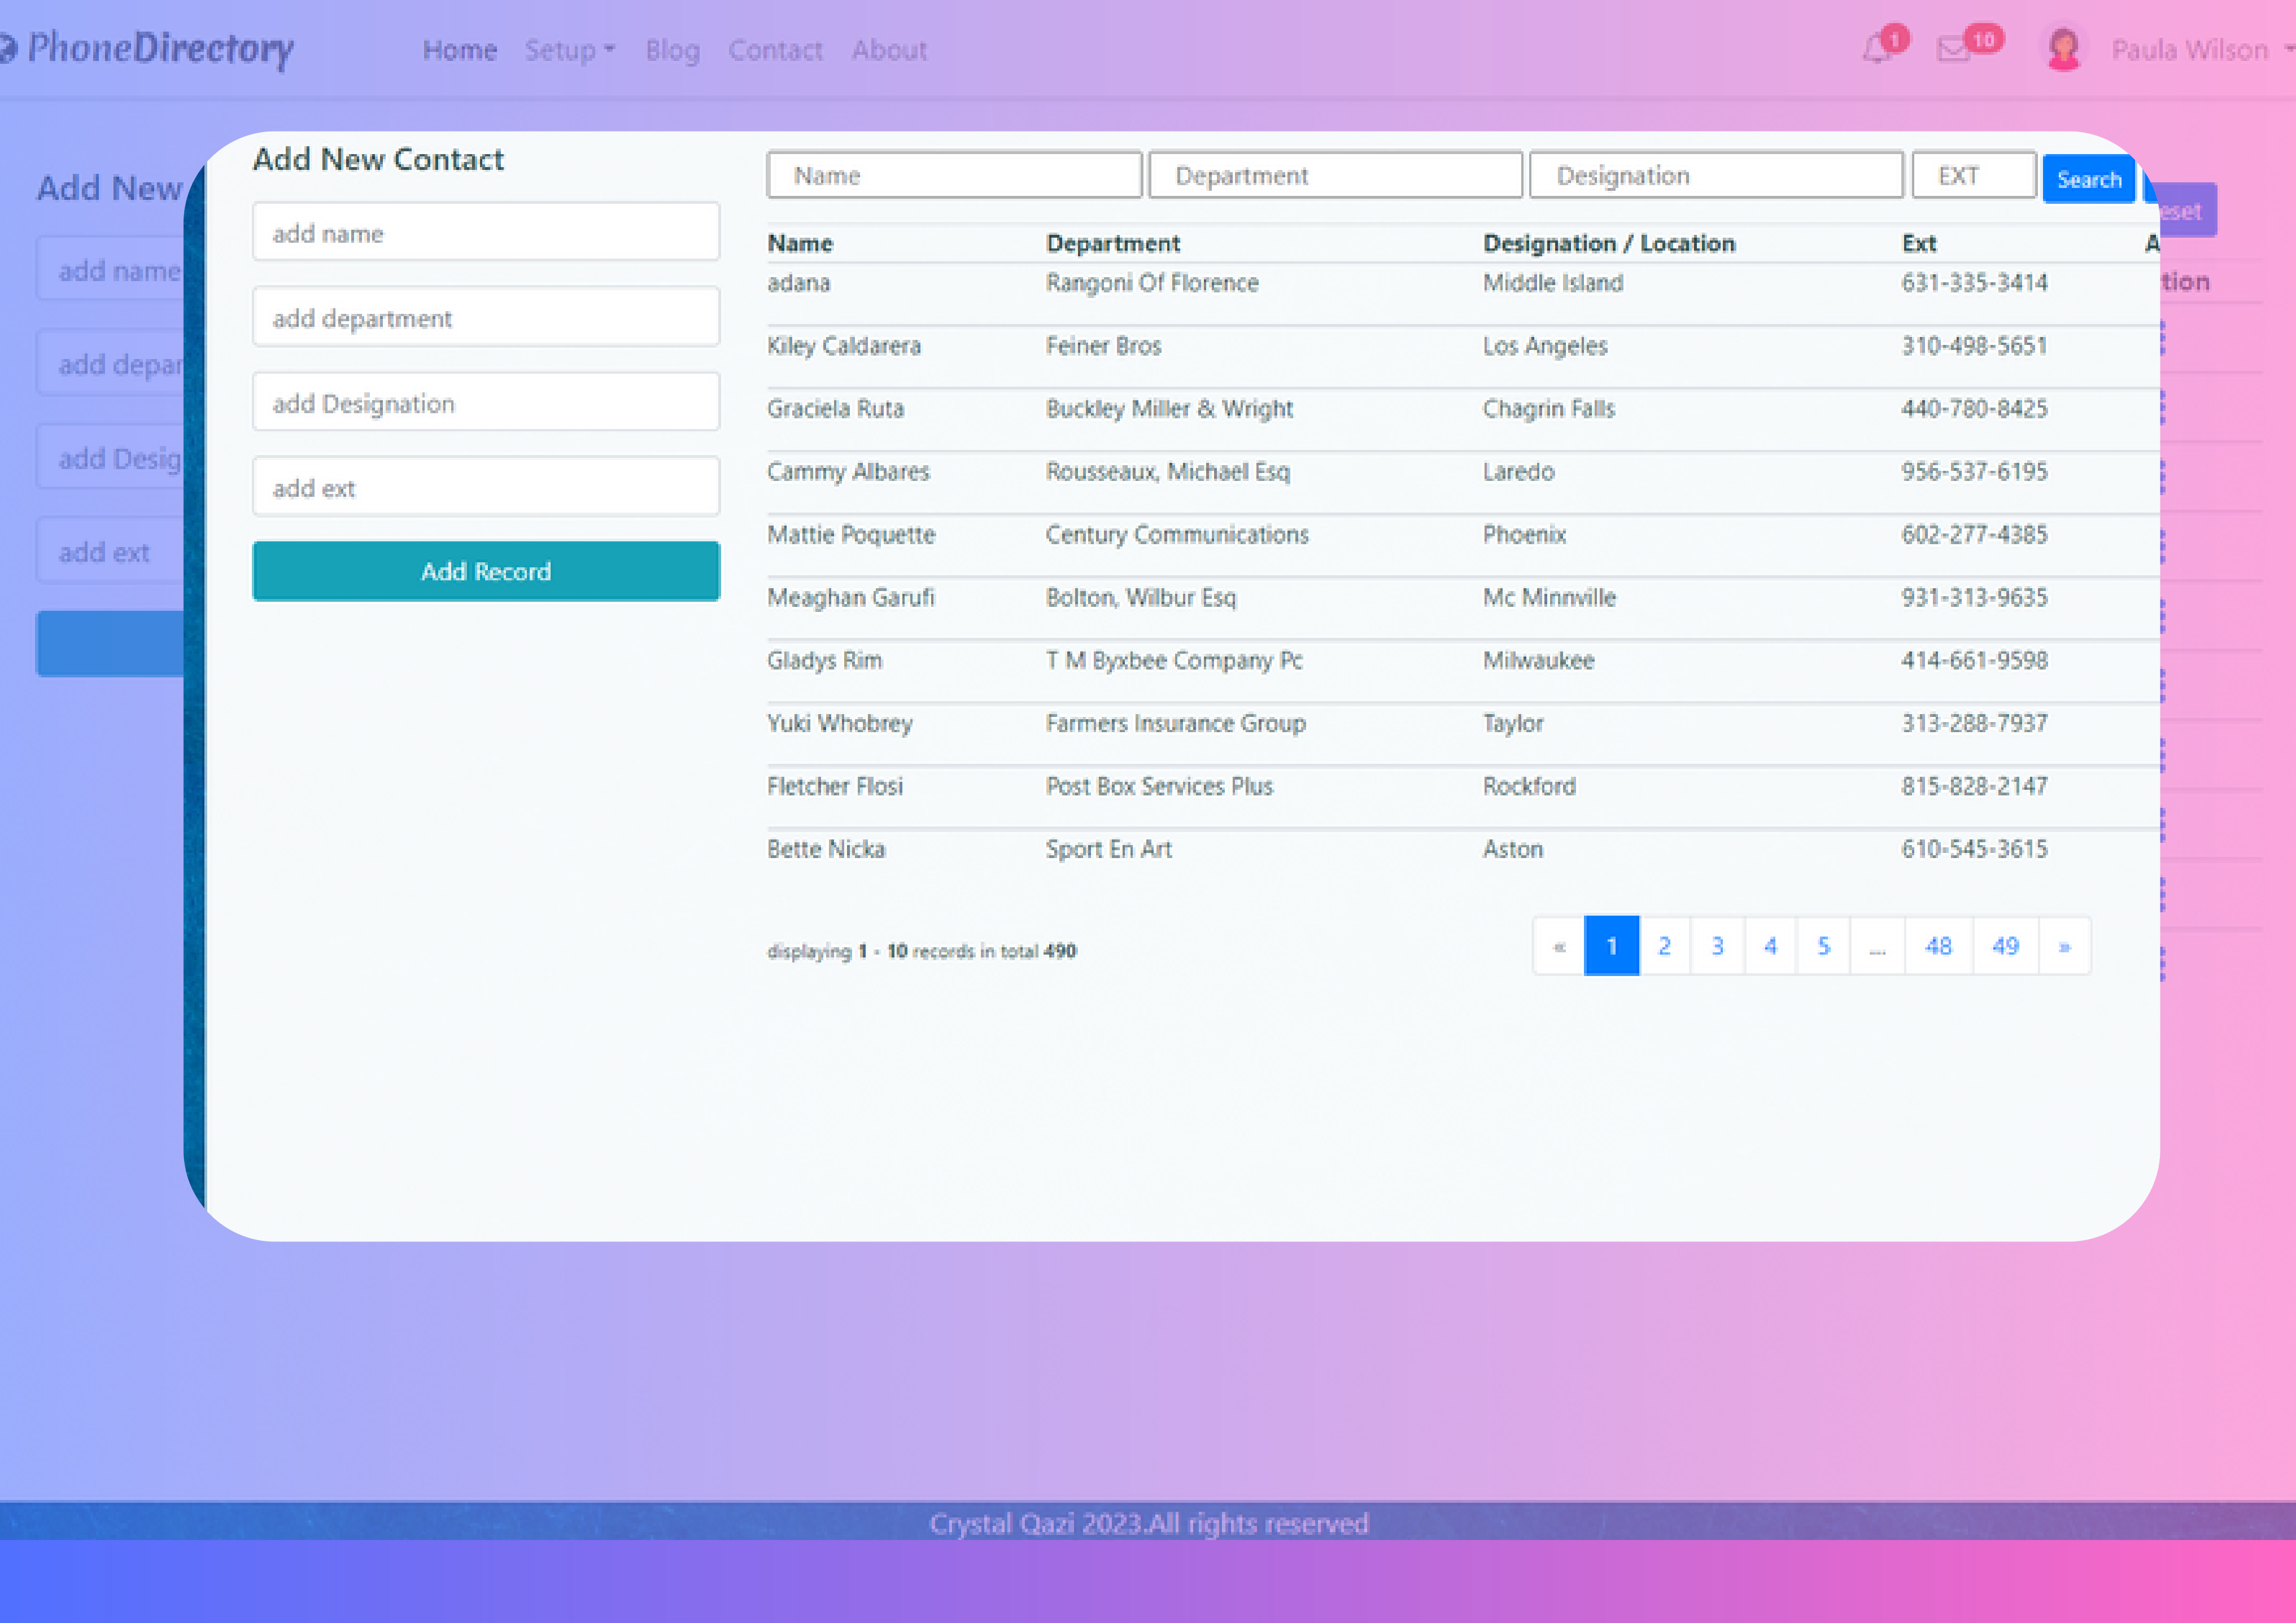 PhoneDirectory Home Setup Blog Contact About 1 10 Paula Wilson
Add New
add name
add depar
add Desig
add ext
Add New Contact
add name
add department
add Designation
add ext
Add Record
Name Department Designation EXT Search
eset
Name Department Designation / Location Ext A
tion
adana Rangoni Of Florence Middle Island 631-335-3414
Kiley Caldarera Feiner Bros Los Angeles 310-498-5651
Graciela Ruta Buckley Miller & Wright Chagrin Falls 440-780-8425
Cammy Albares Rousseaux, Michael Esq Laredo 956-537-6195
Mattie Poquette Century Communications Phoenix 602-277-4385
Meaghan Garufi Bolton, Wilbur Esq Mc Minnville 931-313-9635
Gladys Rim T M Byxbee Company Pc Milwaukee 414-661-9598
Yuki Whobrey Farmers Insurance Group Taylor 313-288-7937
Fletcher Flosi Post Box Services Plus Rockford 815-828-2147
Bette Nicka Sport En Art Aston 610-545-3615
displaying 1 - 10 records in total 490
« 1 2 3 4 5 ... 48 49 »
Crystal Qazi 2023.All rights reserved